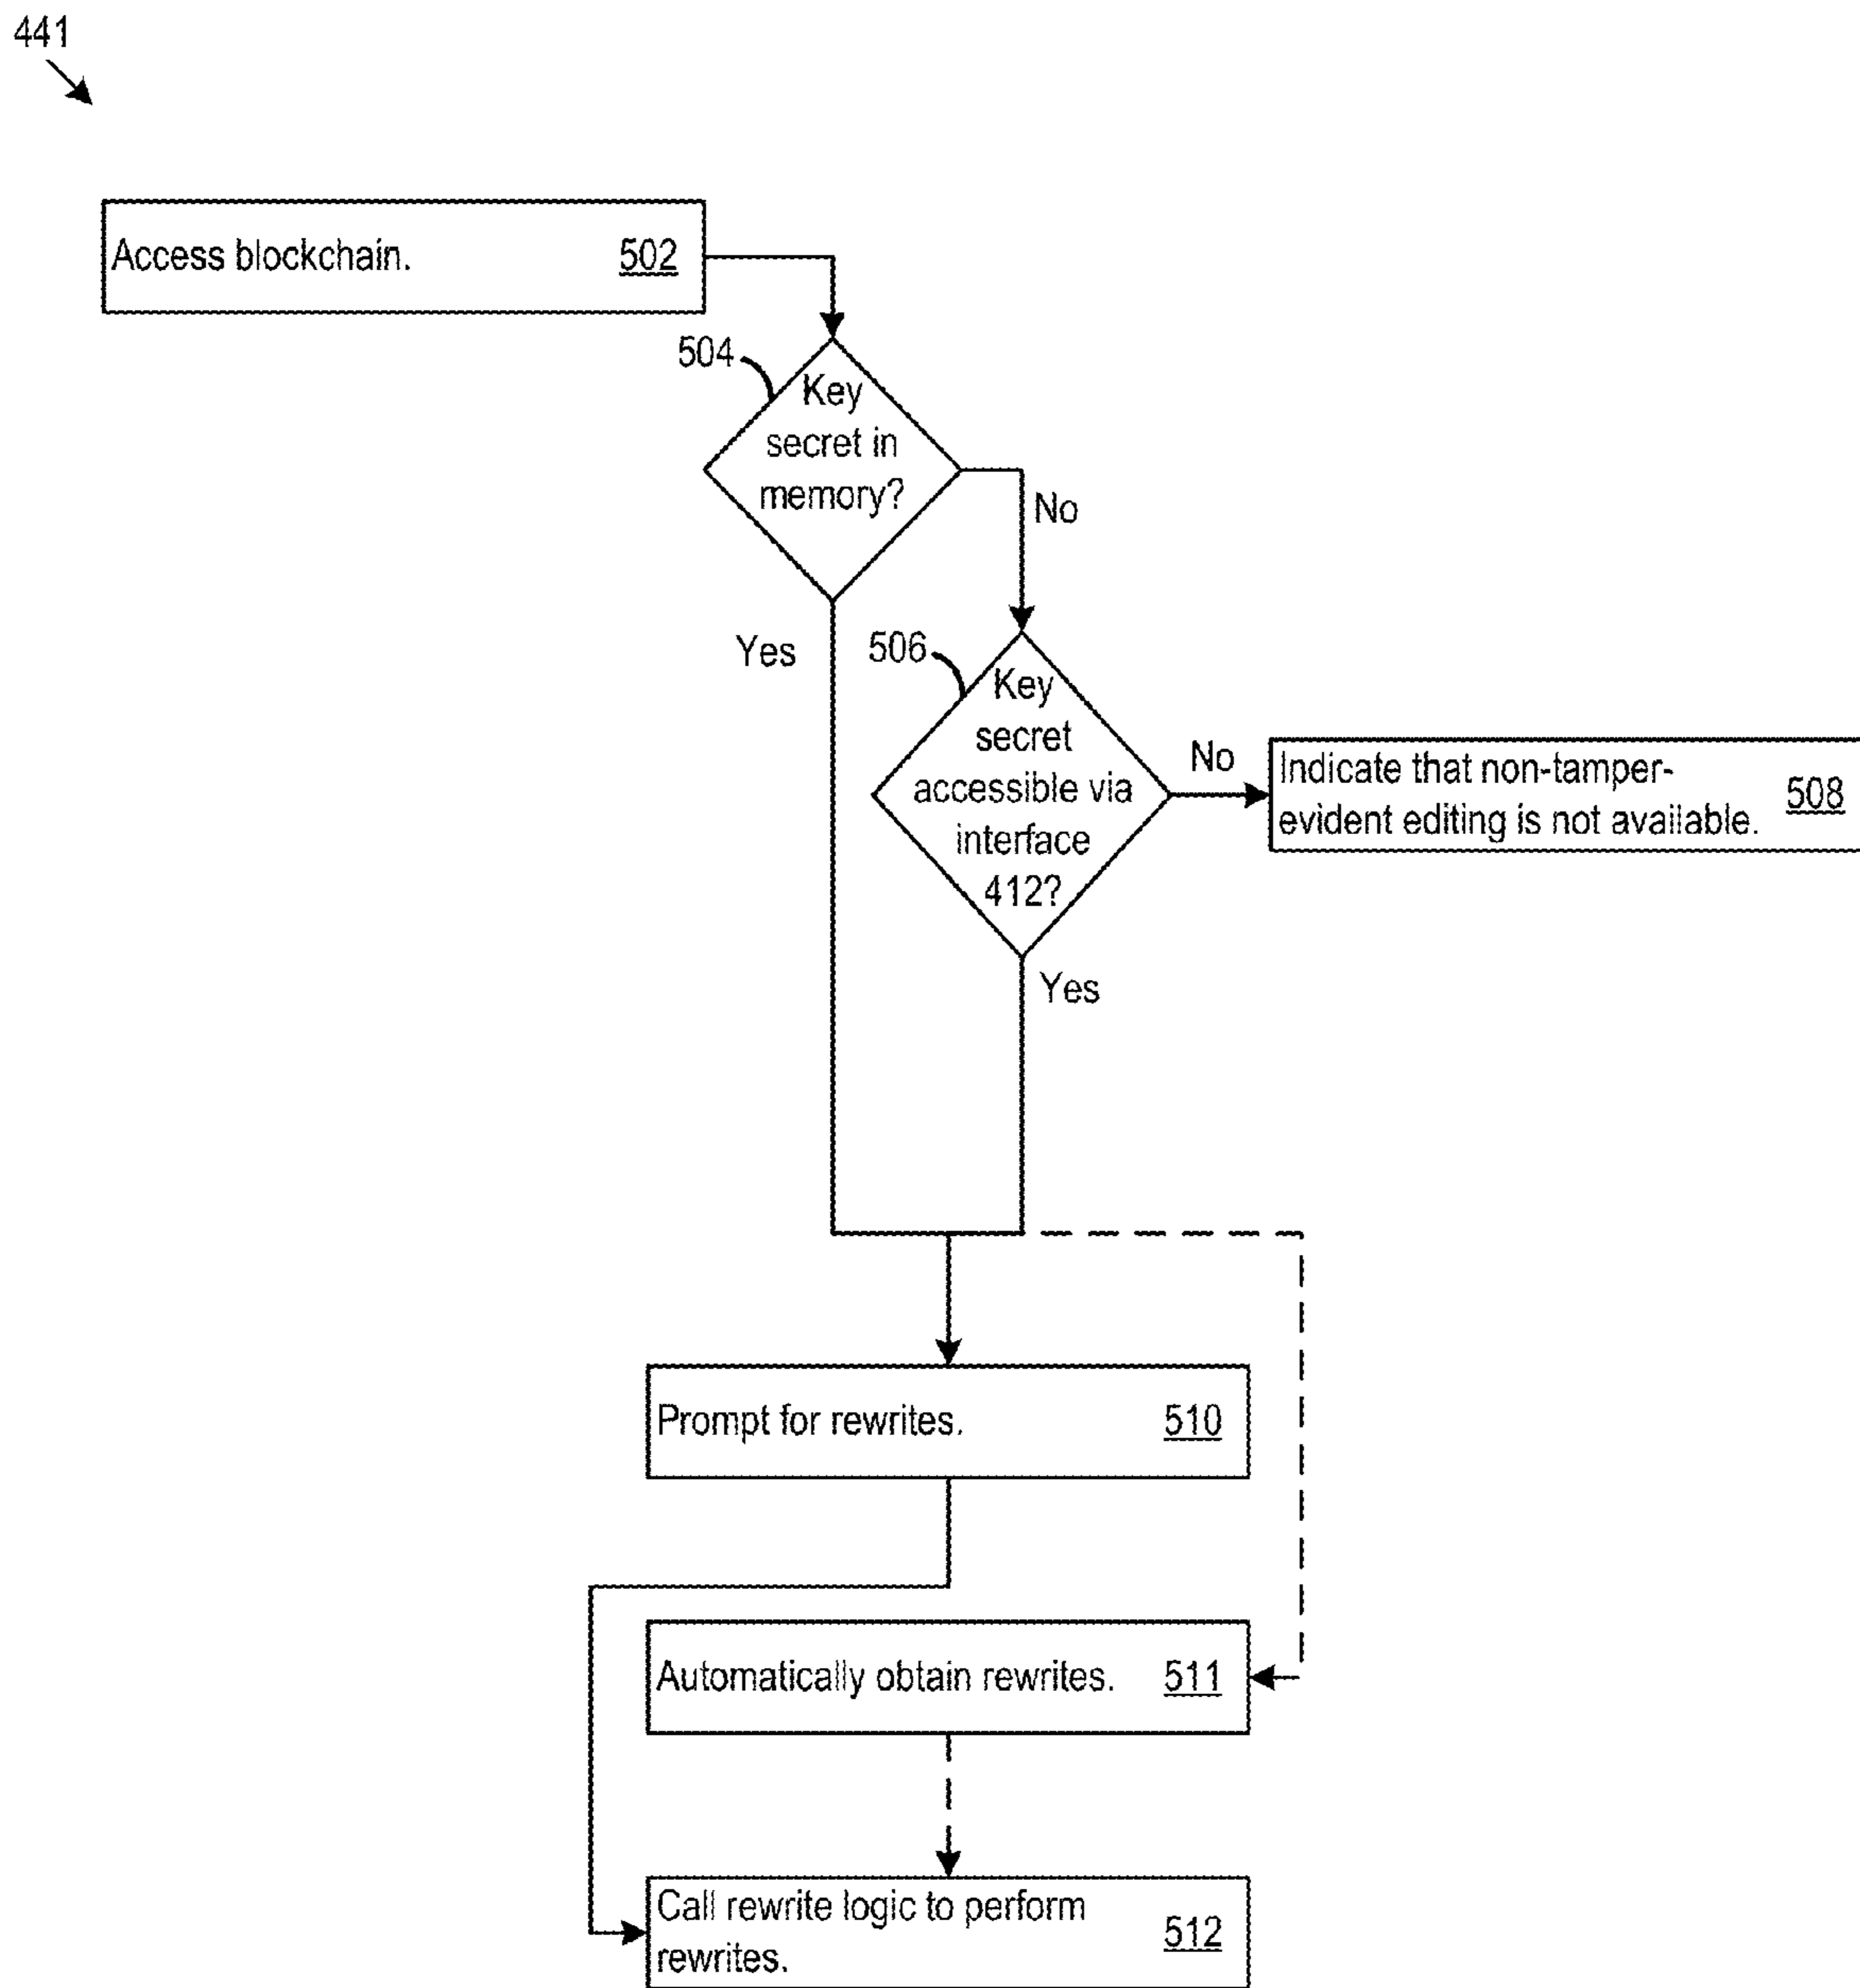 441
Access blockchain. 502
504
Key
secret in
memory?
No
Yes
506
Key
secret
accessible via
interface
412?
No
Indicate that non-tamper-
evident editing is not available. 508
Yes
Prompt for rewrites. 510
Automatically obtain rewrites. 511
Call rewrite logic to perform
rewrites. 512